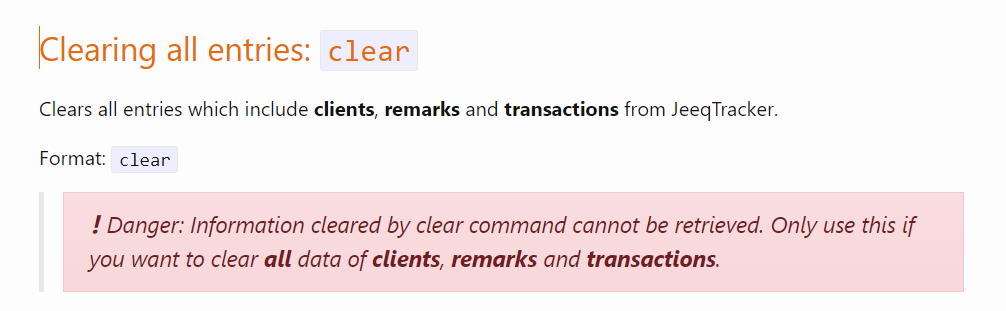 Clearing all entries: clear
Clears all entries which include clients, remarks and transactions from JeeqTracker.
Format: clear
! Danger: Information cleared by clear command cannot be retrieved. Only use this if
you want to clear all data of clients, remarks and transactions.